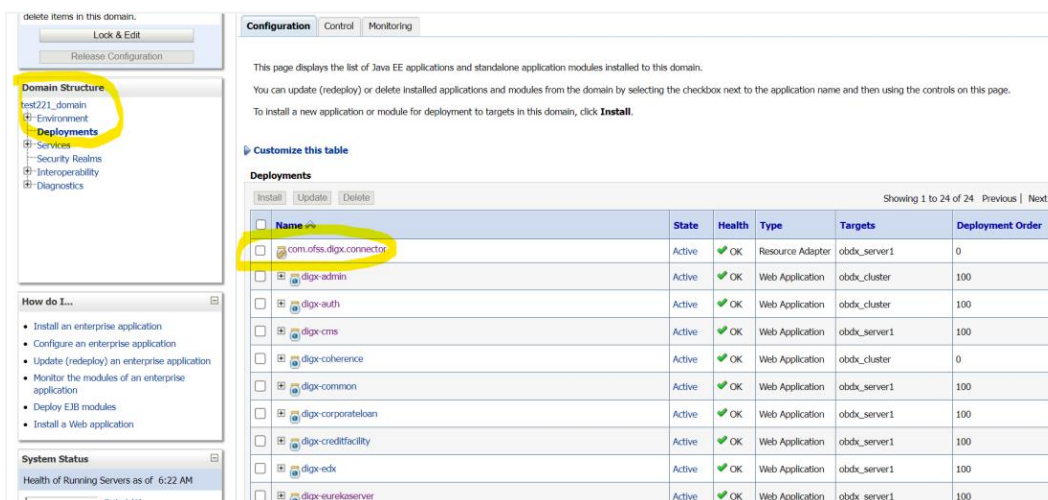 delete items in this domain.
Lock & Edit
Release Configuration
Domain Structure
test221_domain
Environment
Deployments
Services
Security Realms
Interoperability
Diagnostics
How do I...
Install an enterprise application
Configure an enterprise application
Update (redeploy) an enterprise application
Monitor the modules of an enterprise
application
Deploy EJB modules
Install a Web application
System Status
Health of Running Servers as of 6:22 AM
Configuration Control Monitoring
This page displays the list of Java EE applications and standalone application modules installed to this domain.
You can update (redeploy) or delete installed applications and modules from the domain by selecting the checkbox next to the application name and then using the controls on this page.
To install a new application or module for deployment to targets in this domain, click Install.
Customize this table
Deployments
Install Update Delete Showing 1 to 24 of 24 Previous | Next
Name State Health Type Targets Deployment Order
com.ofss.digx.connector Active OK Resource Adapter obdx_server1 0
digx-admin Active OK Web Application obdx_cluster 100
digx-auth Active OK Web Application obdx_cluster 100
digx-cms Active OK Web Application obdx_server1 100
digx-coherence Active OK Web Application obdx_cluster 0
digx-common Active OK Web Application obdx_server1 100
digx-corporateloan Active OK Web Application obdx_server1 100
digx-creditfacility Active OK Web Application obdx_server1 100
digx-edx Active OK Web Application obdx_server1 100
digx-eurekaserver Active OK Web Application obdx_server1 100